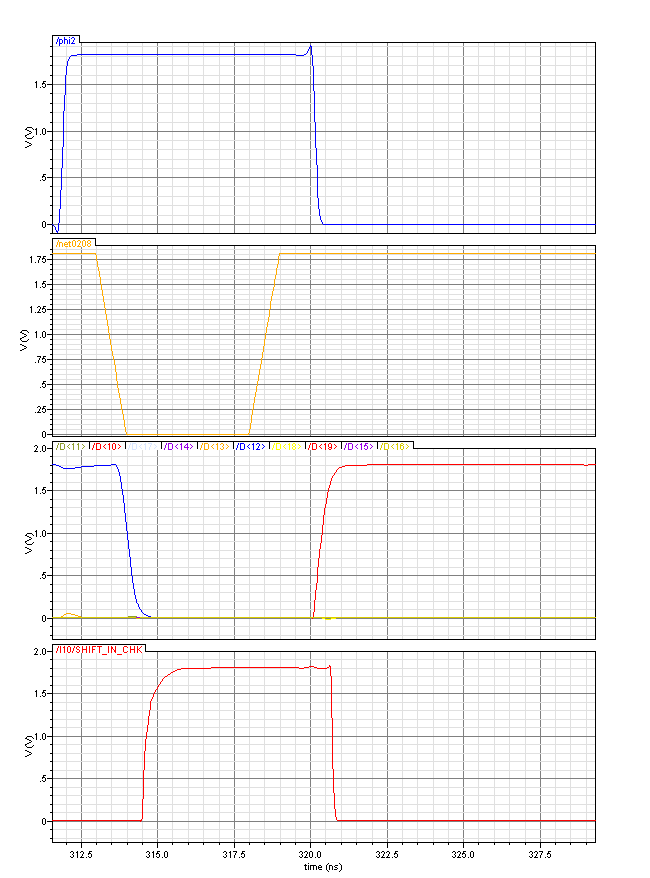 /phi2
1.5
1.0
.5
0
V (V)
/net0208
1.75
1.5
1.25
1.0
.75
.5
.25
0
V (V)
/D<11> /D<10> /D<14> /D<13> /D<12> /D<19> /D<15> /D<16>
2.0
1.5
1.0
.5
0
V (V)
/I10/SHIFT_IN_CHK
2.0
1.5
1.0
.5
0
V (V)
312.5 315.0 317.5 320.0 322.5 325.0 327.5
time (ns)